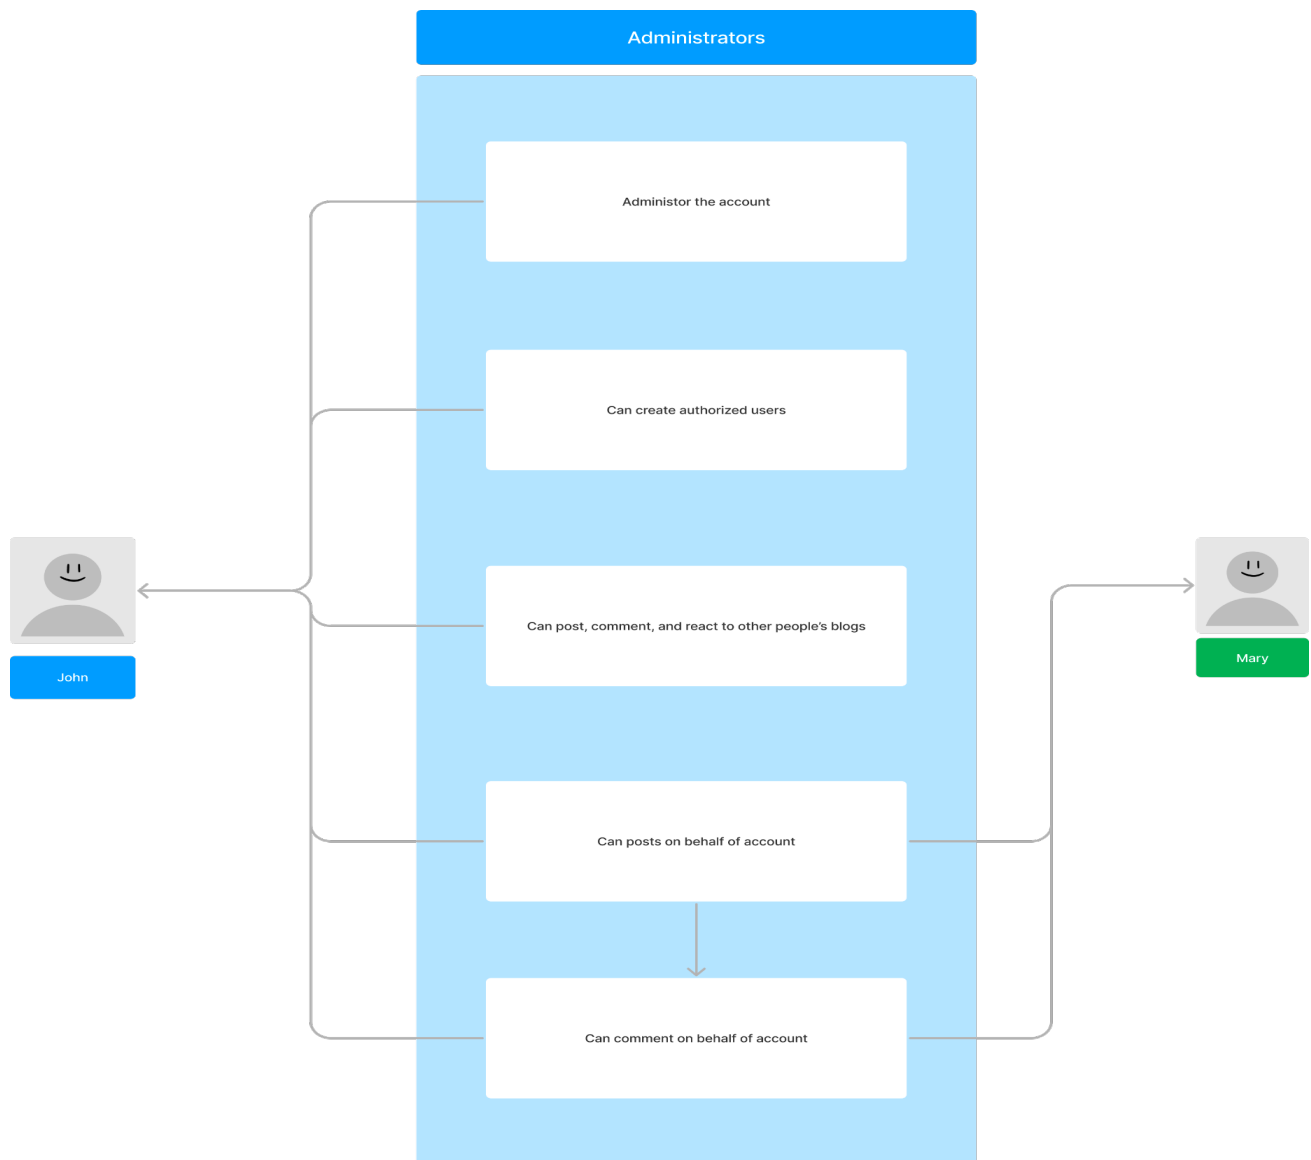 Administrators
Administor the account
Can create authorized users
Can post, comment, and react to other people's blogs
John
Mary
Can posts on behalf of account
Can comment on behalf of account